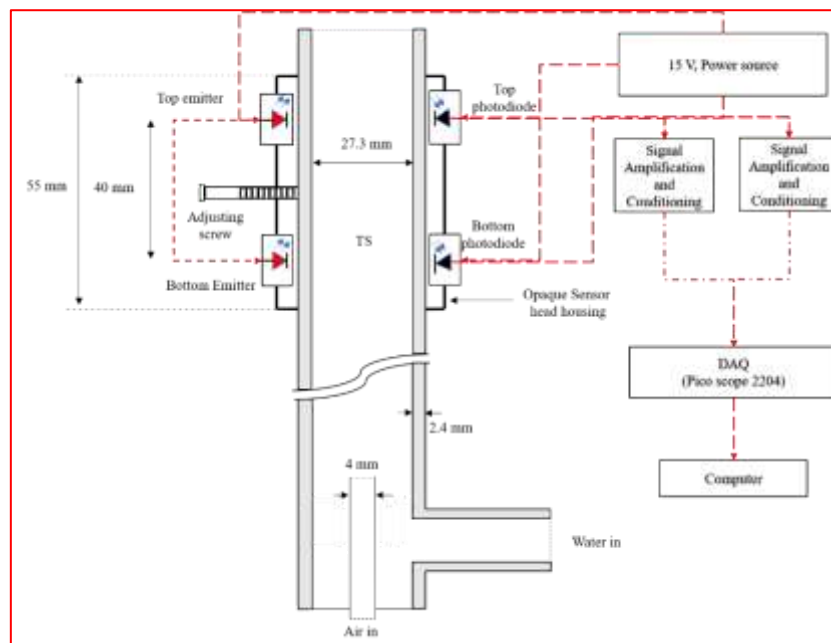 15 V, Power source
Top emitter
Top
photodiode
27.3 mm
Signal
Amplification
and
Conditioning
Signal
Amplification
and
Conditioning
55 mm
40 mm
Adjusting
screw
TS
Bottom
photodiode
Bottom Emitter
Opaque Sensor
head housing
DAQ
(Pico scope 2204)
2.4 mm
4 mm
Computer
Water in
Air in